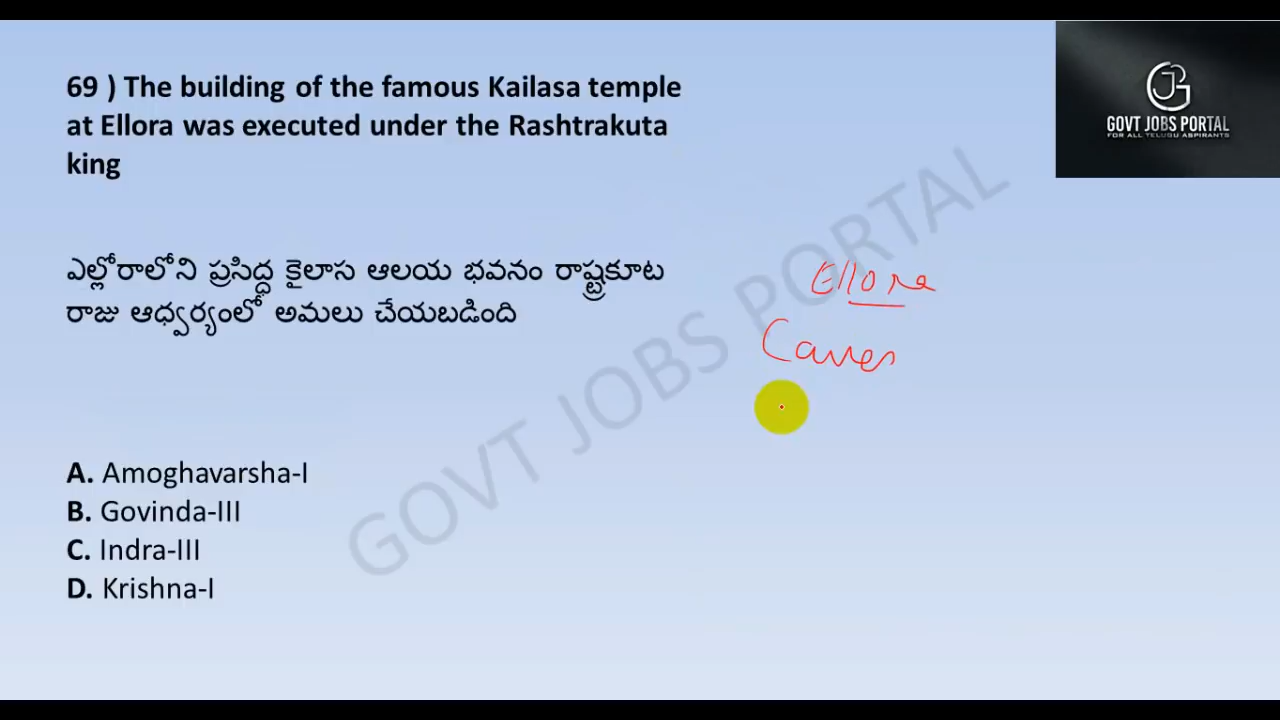 69 ) The building of the famous Kailasa temple
at Ellora was executed under the Rashtrakuta
king
ఎల్లోరాలోని ప్రసిద్ధ కైలాస ఆలయ భవనం రాష్ట్రకూట
రాజు ఆధ్వర్యంలో అమలు చేయబడింది
A. Amoghavarsha-I
B. Govinda-III
C. Indra-III
D. Krishna-I
Ellora
Caves
GOVT JOBS PORTAL
GOVT JOBS PORTAL
FOR ALL TELUGU ASPIRANTS